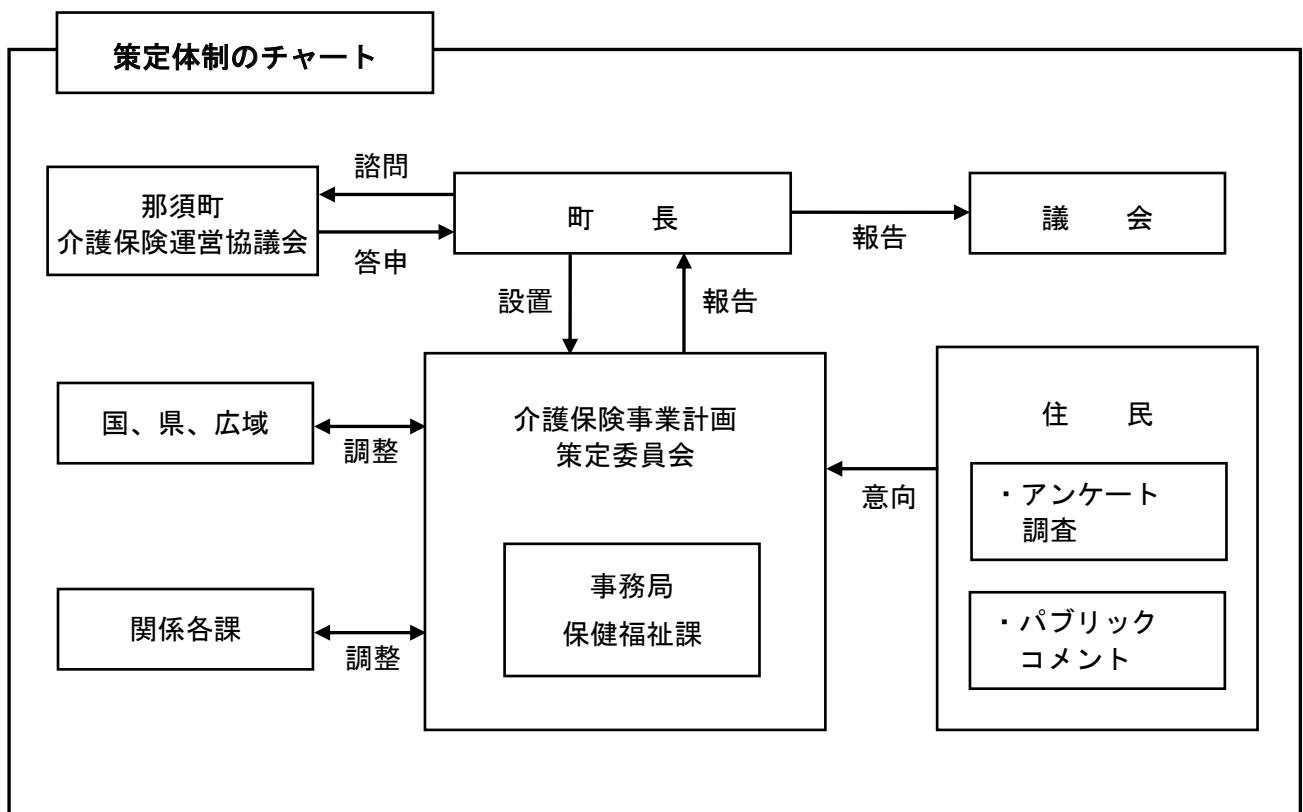 策定体制のチャート
諮問
那須町
介護保険運営協議会
答申
町　　長
報告
議　　会
設置
報告
国、県、広域
調整
介護保険事業計画
策定委員会
事務局
保健福祉課
関係各課
調整
意向
住　　民
・アンケート
調査
・パブリック
コメント